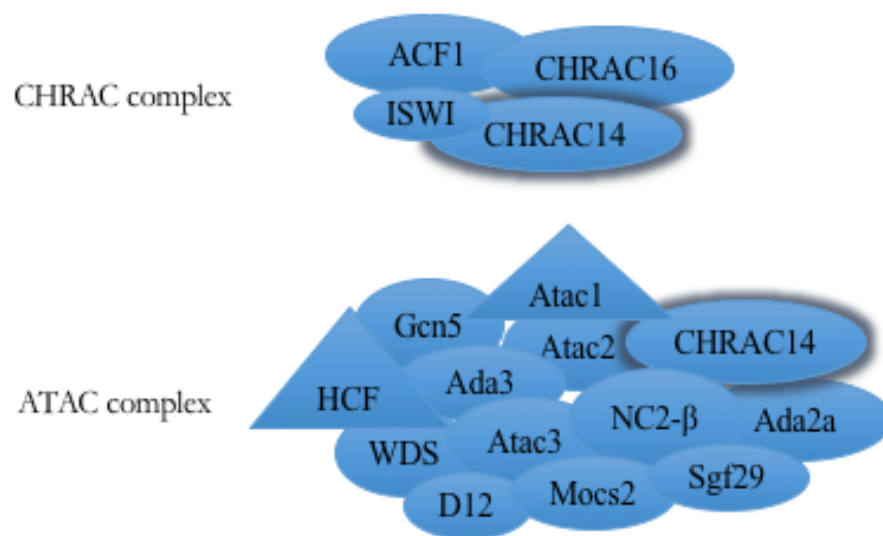 CHRAC complex
ACF1
CHRAC16
ISWI
CHRAC14
ATAC complex
Atac1
Gcn5
Atac2
CHRAC14
HCF
Ada3
NC2-β
Ada2a
WDS
Atac3
Sgf29
D12
Mocs2